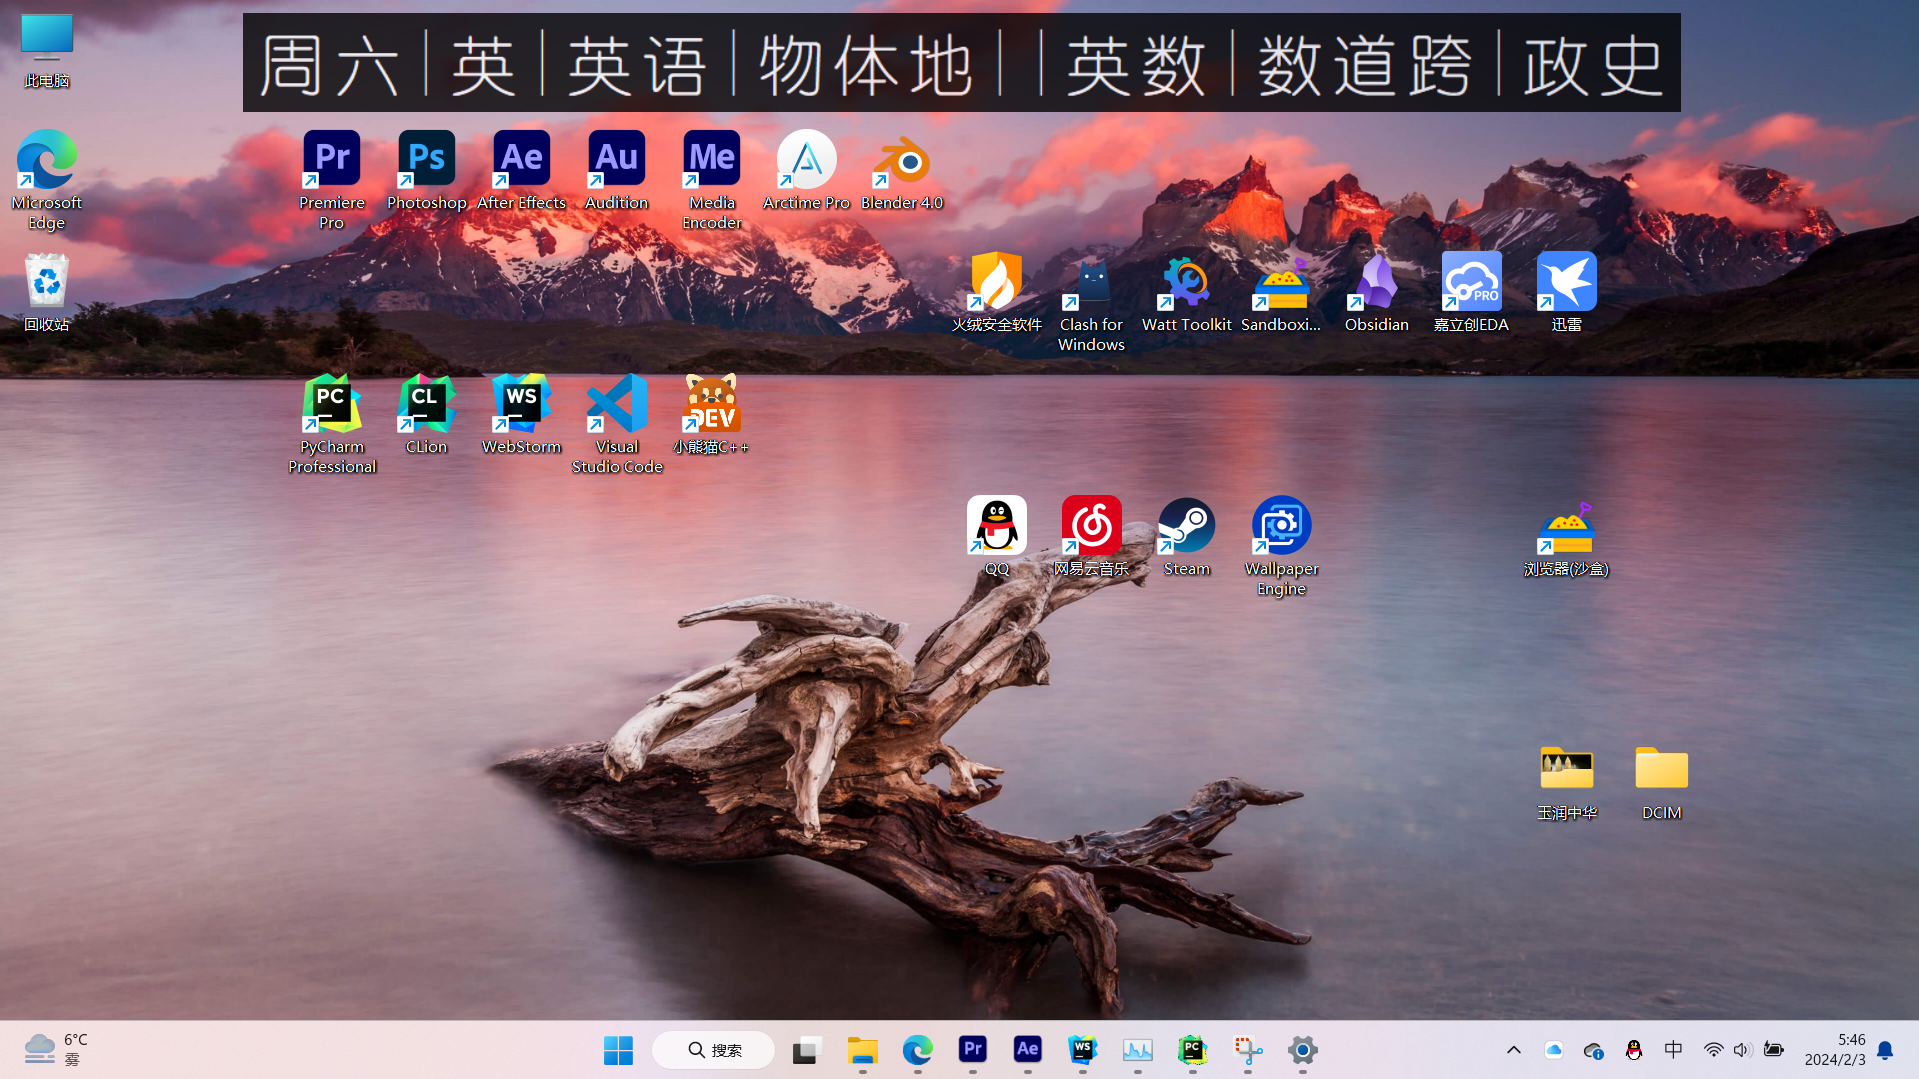 周六|英|英语|物体地||英数|数道跨|政史
此电脑
Microsoft
Edge
回收站
Pr
Premiere
Pro
Ps
Photoshop
Ae
After Effects
Au
Audition
Me
Media
Encoder
Arctime Pro
Blender 4.0
火绒安全软件
Clash for
Windows
Watt Toolkit
Sandboxi...
Obsidian
PRO
嘉立创EDA
迅雷
PC
PyCharm
Professional
CL
CLion
WS
WebStorm
Visual
Studio Code
DEV
小熊猫C++
QQ
网易云音乐
Steam
Wallpaper
Engine
浏览器(沙盒)
玉润中华
DCIM
6°C
雾
搜索
Pr
Ae
WS
PC
中
5:46
2024/2/3